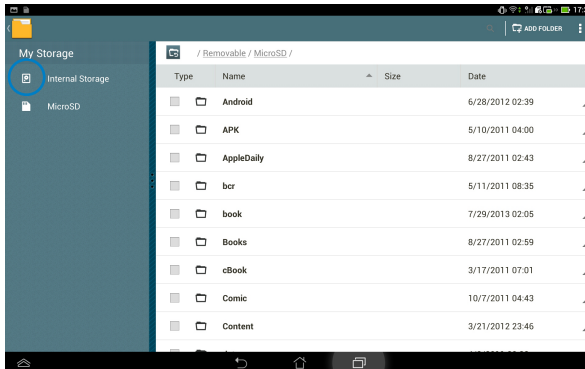 17:
ADD FOLDER
My Storage
/ Removable / MicroSD /
Internal Storage
MicroSD
Type Name Size Date
Android 6/28/2012 02:39
APK 5/10/2011 04:00
AppleDaily 8/27/2011 02:43
bcr 5/11/2011 08:35
book 7/29/2013 02:05
Books 8/27/2011 02:59
cBook 3/17/2011 07:01
Comic 10/7/2011 04:43
Content 3/21/2012 23:46